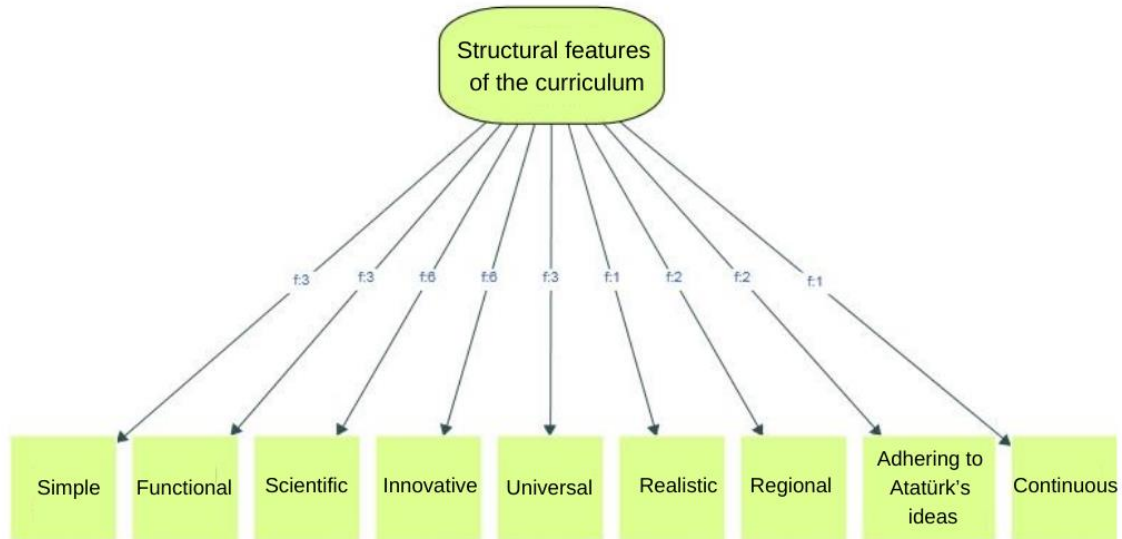 Structural features
of the curriculum
f:3
f:3
f:6
f:6
f:3
f:1
f:2
f:2
f:1
Simple
Functional
Scientific
Innovative
Universal
Realistic
Regional
Adhering to
Atatürk’s
ideas
Continuous